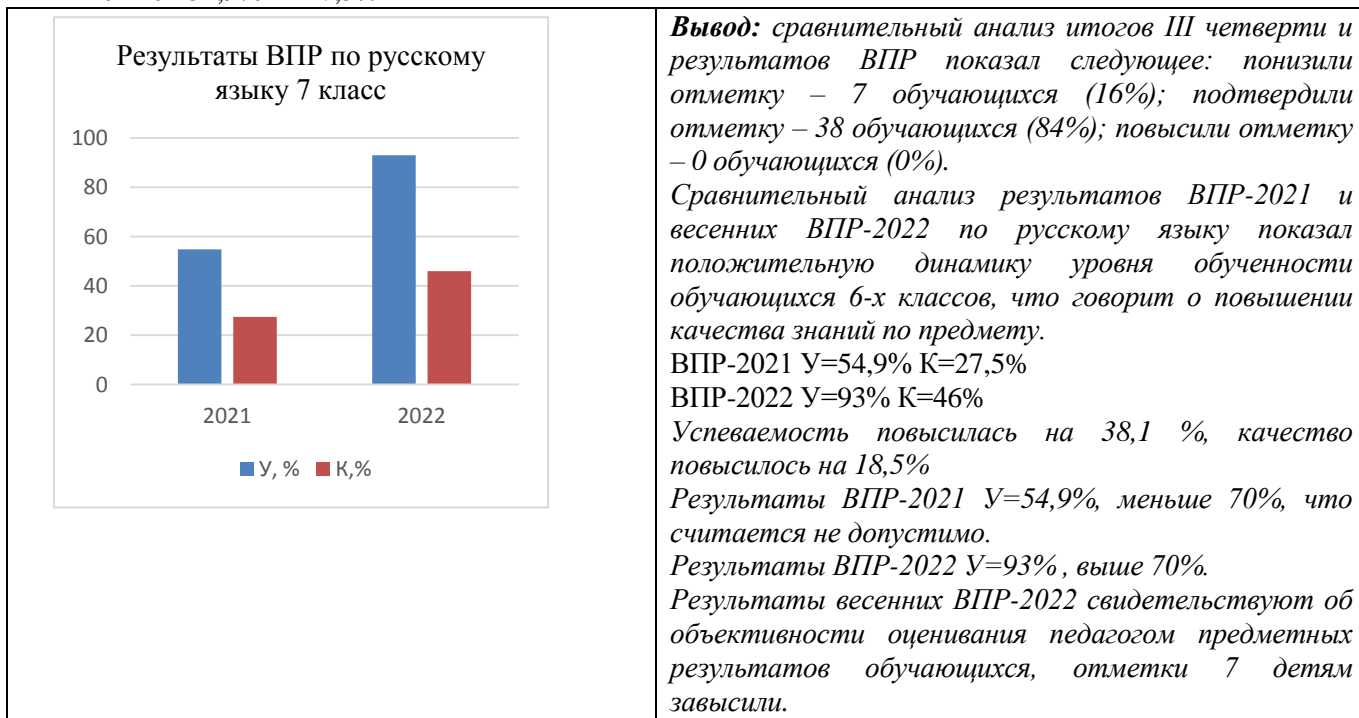 Результаты ВПР по русскому
языку 7 класс
100
80
60
40
20
0
2021 2022
У, % К,%
Вывод: сравнительный анализ итогов III четверти и
результатов ВПР показал следующее: понизили
отметку – 7 обучающихся (16%); подтвердили
отметку – 38 обучающихся (84%); повысили отметку
– 0 обучающихся (0%).
Сравнительный анализ результатов ВПР-2021 и
весенних ВПР-2022 по русскому языку показал
положительную динамику уровня обученности
обучающихся 6-х классов, что говорит о повышении
качества знаний по предмету.
ВПР-2021 У=54,9% К=27,5%
ВПР-2022 У=93% К=46%
Успеваемость повысилась на 38,1 %, качество
повысилось на 18,5%
Результаты ВПР-2021 У=54,9%, меньше 70%, что
считается не допустимо.
Результаты ВПР-2022 У=93% , выше 70%.
Результаты весенних ВПР-2022 свидетельствуют об
объективности оценивания педагогом предметных
результатов обучающихся, отметки 7 детям
завысили.